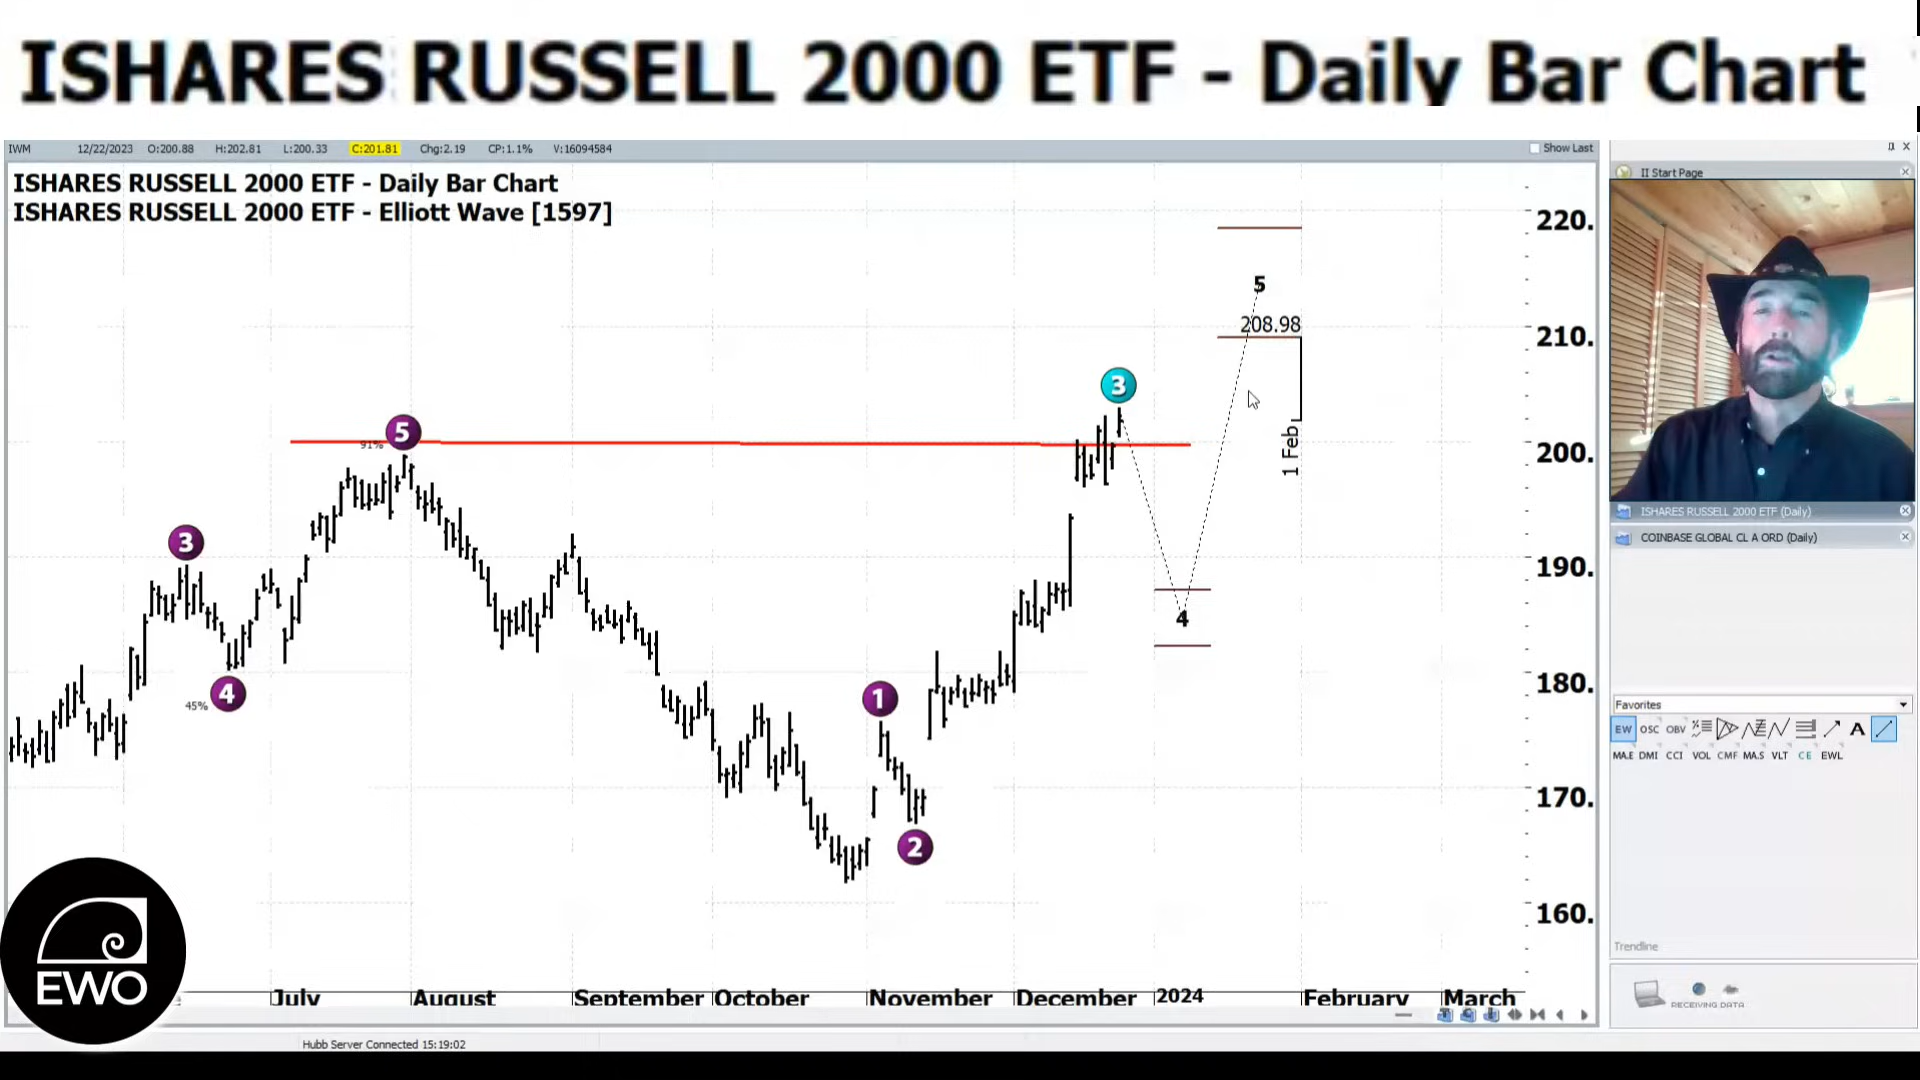 ISHARES RUSSELL 2000 ETF - Daily Bar Chart
IWM 12/22/2023 O:200.88 H:202.81 L:200.33 C:201.81 Chg:2.19 CP:1.1% V:16094584 Show Last
ISHARES RUSSELL 2000 ETF - Daily Bar Chart
ISHARES RUSSELL 2000 ETF - Elliott Wave [1597]
II Start Page
220.
5
208.98
210.
3
5
91%
1 Feb
200.
ISHARES RUSSELL 2000 ETF (Daily)
COINBASE GLOBAL CL A ORD (Daily)
3
190.
4
4
45%
1
180.
Favorites
EW OSC OBV A
MA.E DMI CCI VOL CMF MA.S VLT CE EWL
170.
2
160.
Trendline
EWO
July August September October November December 2024 February March
RECEIVING DATA
Hubb Server Connected 15:19:02